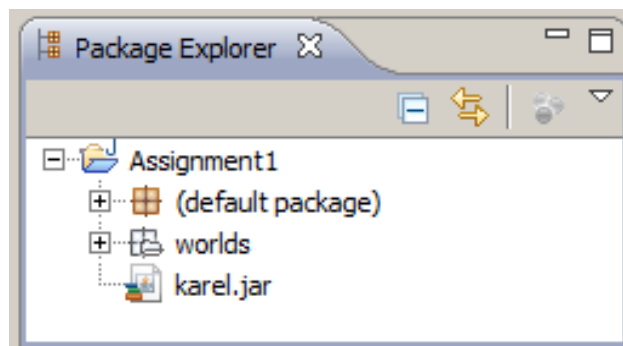 Package Explorer
Assignment1
(default package)
worlds
karel.jar